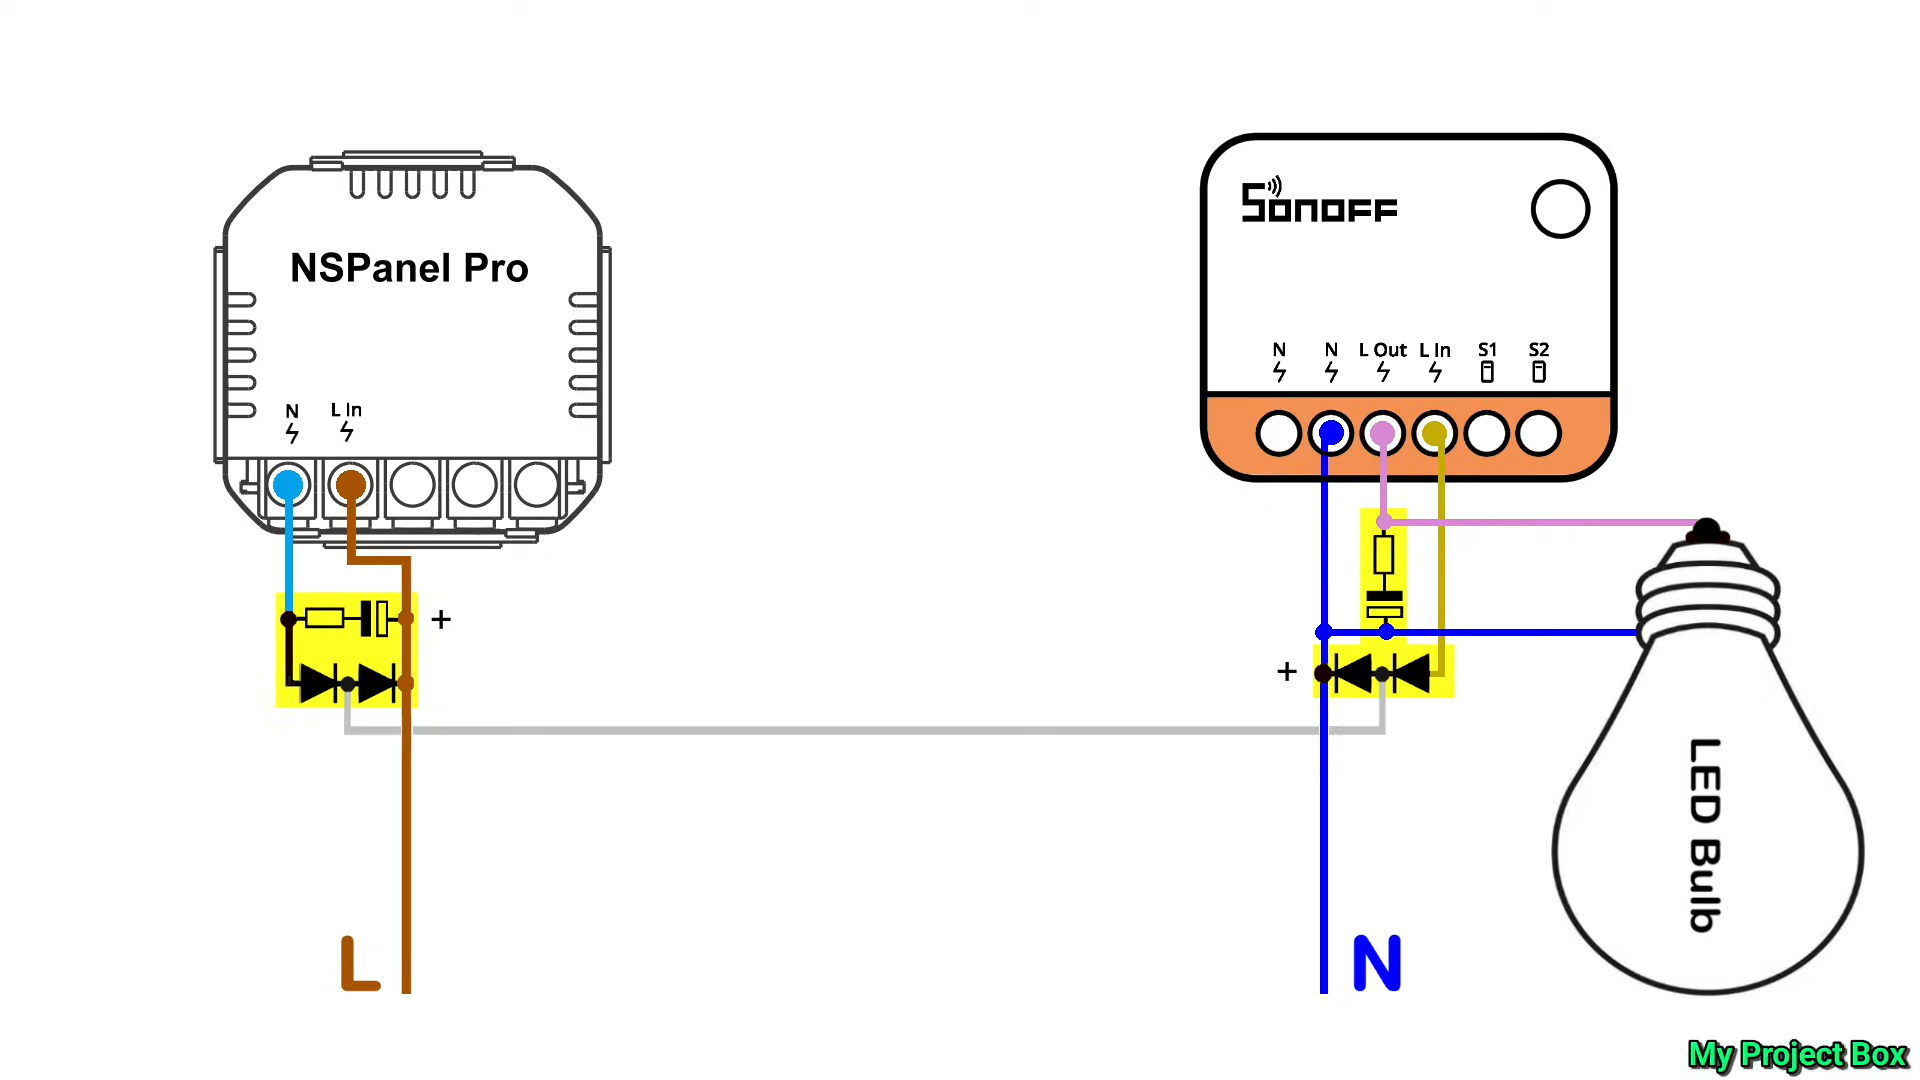 NSPanel Pro
N
L In
+
L
SONOFF
N N L Out L In S1 S2
+
N
LED Bulb
My Project Box